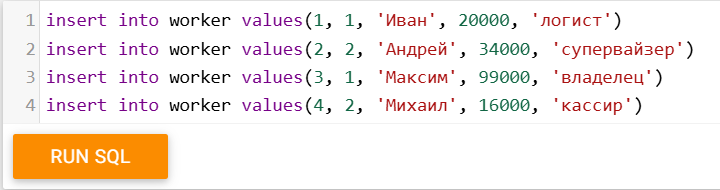 1 insert into worker values(1, 1, 'Иван', 20000, 'логист')
2 insert into worker values(2, 2, 'Андрей', 34000, 'супервайзер')
3 insert into worker values(3, 1, 'Максим', 99000, 'владелец')
4 insert into worker values(4, 2, 'Михаил', 16000, 'кассир')
RUN SQL